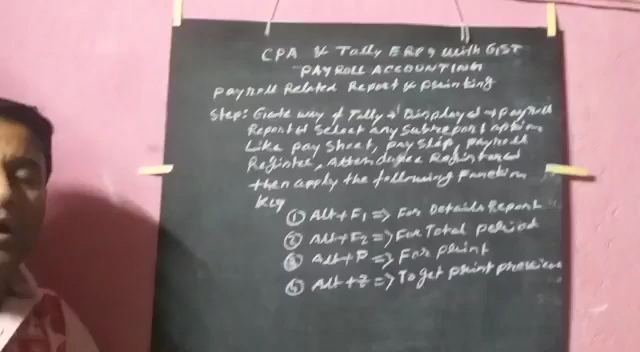 CPA & Tally ERP 9 with GST
PAYROLL ACCOUNTING
Payroll Related Report & printing
Step: Gate way of Tally → Display → payroll
Report → Select any Subreport option
Like pay Sheet, pay slip, payroll
Register, Register
then apply the following Function
key
① Alt+F1 => For Details Report
② Alt+F2 => For Total period
③ Alt+P => For print
④ Alt+Z => To get print preview